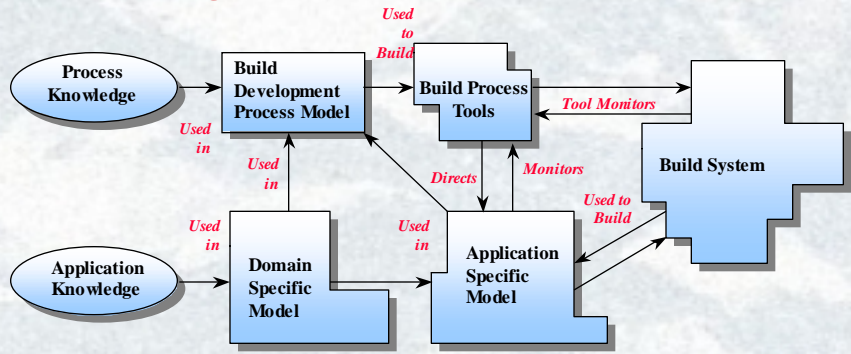 Used
to
Build
Process
Knowledge
Build
Development
Process Model
Build Process
Tools
Tool Monitors
Used
in
Used
in
Directs
Monitors
Build System
Used to
Build
Used
in
Used
in
Application
Knowledge
Domain
Specific
Model
Application
Specific
Model